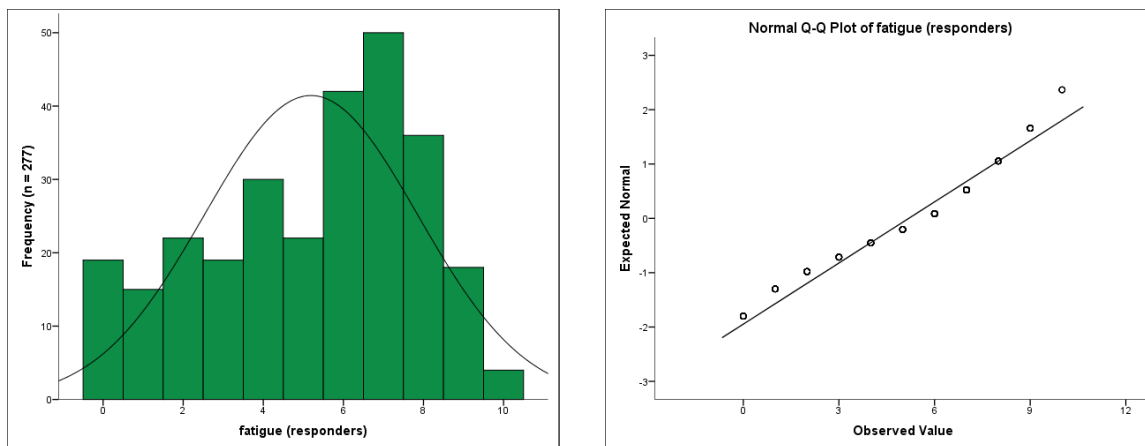 50
40
30
20
10
0
Frequency (n = 277)
0 2 4 6 8 10
fatigue (responders)
Normal Q-Q Plot of fatigue (responders)
3
2
1
0
-1
-2
-3
Expected Normal
0 3 6 9 12
Observed Value